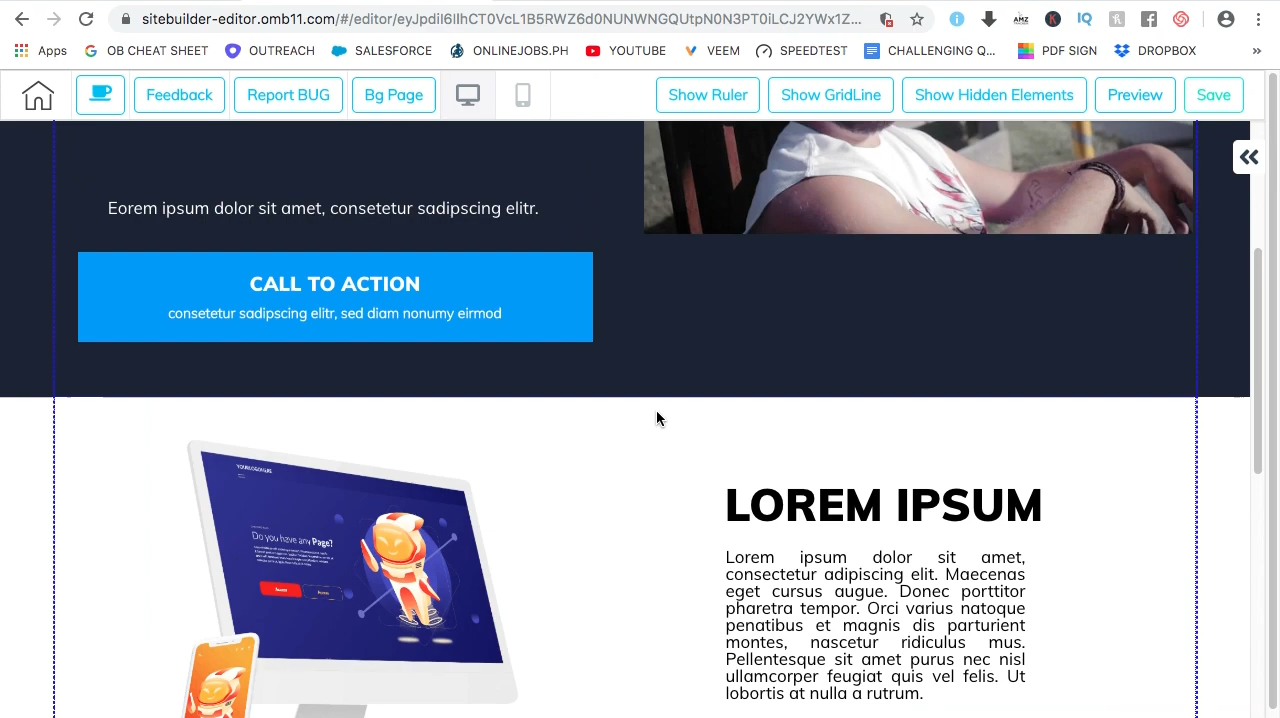 sitebuilder-editor.omb11.com/#/editor/eyJpdiI6IlhCT0VcL1B5RWZ6d0NUNWNGQUtpN0N3PT0iLCJ2YWx1Z...
Apps OB CHEAT SHEET OUTREACH SALESFORCE ONLINEJOBS.PH YOUTUBE VEEM SPEEDTEST CHALLENGING Q... PDF SIGN DROPBOX »
Feedback Report BUG Bg Page Show Ruler Show GridLine Show Hidden Elements Preview Save
Eorem ipsum dolor sit amet, consetetur sadipscing elitr.
CALL TO ACTION
consetetur sadipscing elitr, sed diam nonumy eirmod
YOURLOGOHERE
Do you have any Page?
LOREM IPSUM
Lorem ipsum dolor sit amet,
consectetur adipiscing elit. Maecenas
eget cursus augue. Donec porttitor
pharetra tempor. Orci varius natoque
penatibus et magnis dis parturient
montes, nascetur ridiculus mus.
Pellentesque sit amet purus nec nisl
ullamcorper feugiat quis vel felis. Ut
lobortis at nulla a rutrum.